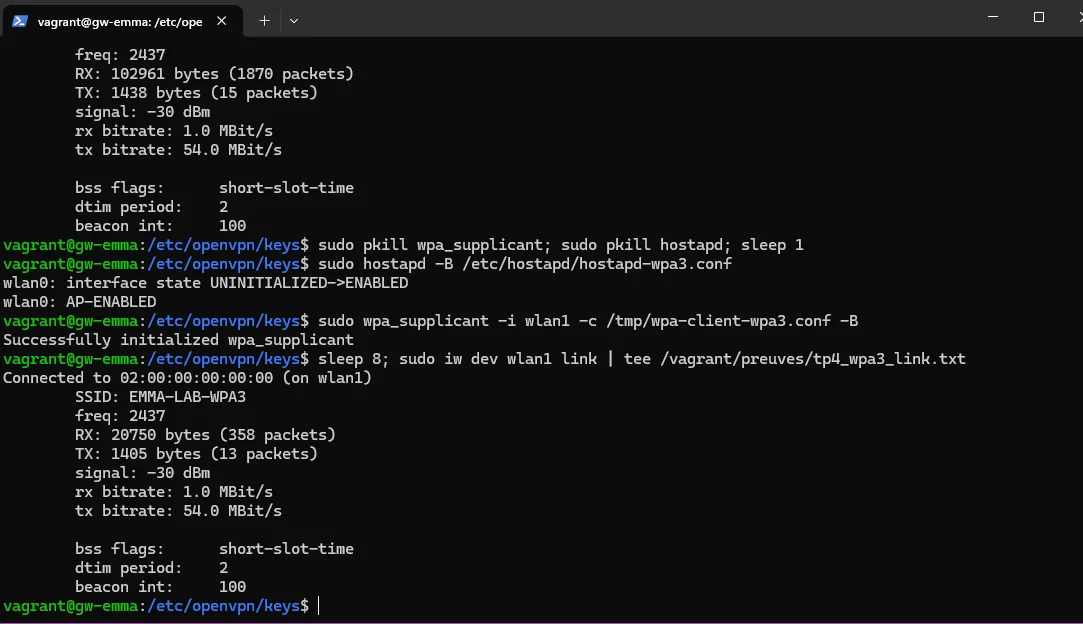 vagrant@gw-emma: /etc/ope
freq: 2437
RX: 102961 bytes (1870 packets)
TX: 1438 bytes (15 packets)
signal: -30 dBm
rx bitrate: 1.0 MBit/s
tx bitrate: 54.0 MBit/s
bss flags:      short-slot-time
dtim period:    2
beacon int:     100
vagrant@gw-emma:/etc/openvpn/keys$ sudo pkill wpa_supplicant; sudo pkill hostapd; sleep 1
vagrant@gw-emma:/etc/openvpn/keys$ sudo hostapd -B /etc/hostapd/hostapd-wpa3.conf
wlan0: interface state UNINITIALIZED->ENABLED
wlan0: AP-ENABLED
vagrant@gw-emma:/etc/openvpn/keys$ sudo wpa_supplicant -i wlan1 -c /tmp/wpa-client-wpa3.conf -B
Successfully initialized wpa_supplicant
vagrant@gw-emma:/etc/openvpn/keys$ sleep 8; sudo iw dev wlan1 link | tee /vagrant/preuves/tp4_wpa3_link.txt
Connected to 02:00:00:00:00:00 (on wlan1)
SSID: EMMA-LAB-WPA3
freq: 2437
RX: 20750 bytes (358 packets)
TX: 1405 bytes (13 packets)
signal: -30 dBm
rx bitrate: 1.0 MBit/s
tx bitrate: 54.0 MBit/s
bss flags:      short-slot-time
dtim period:    2
beacon int:     100
vagrant@gw-emma:/etc/openvpn/keys$